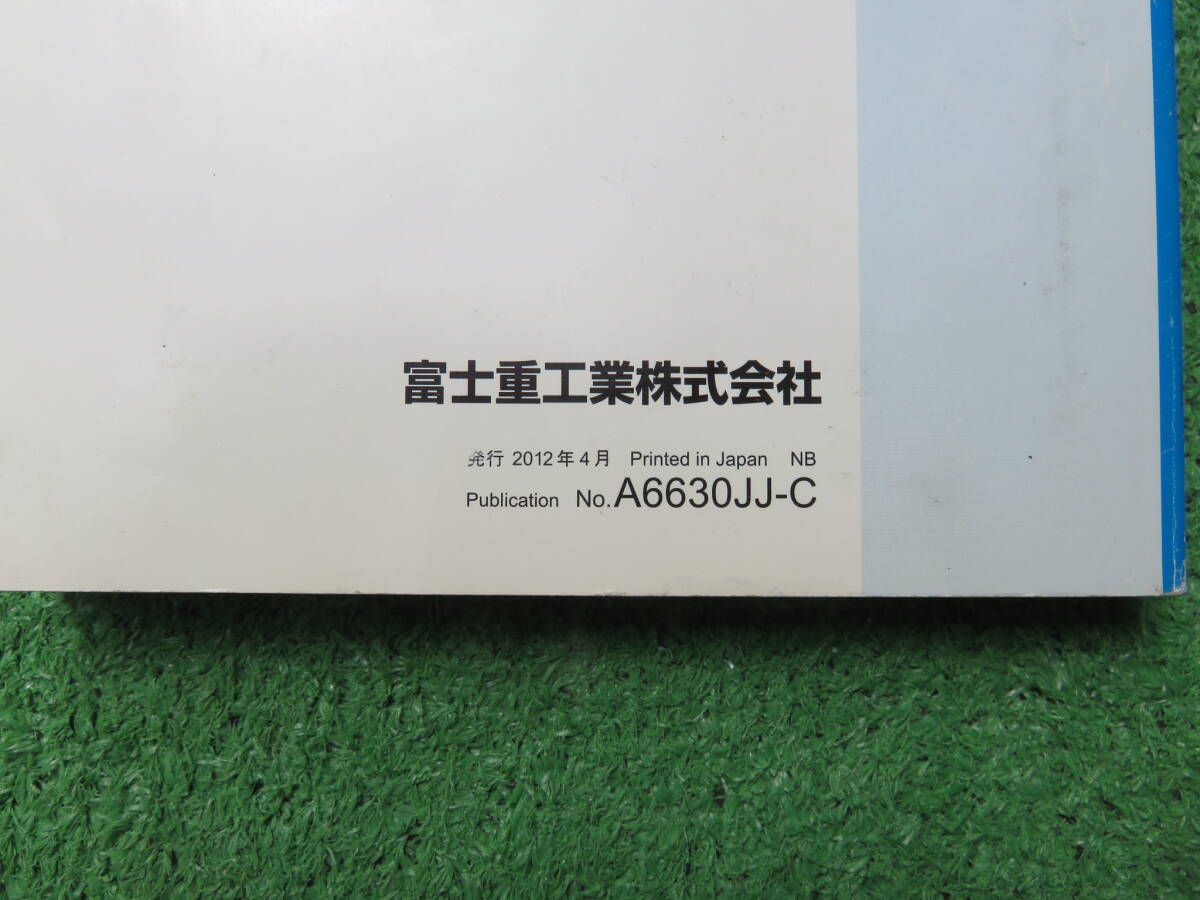 富士重工業株式会社
発行 2012年4月 Printed in Japan NB
Publication No.A6630JJ-C